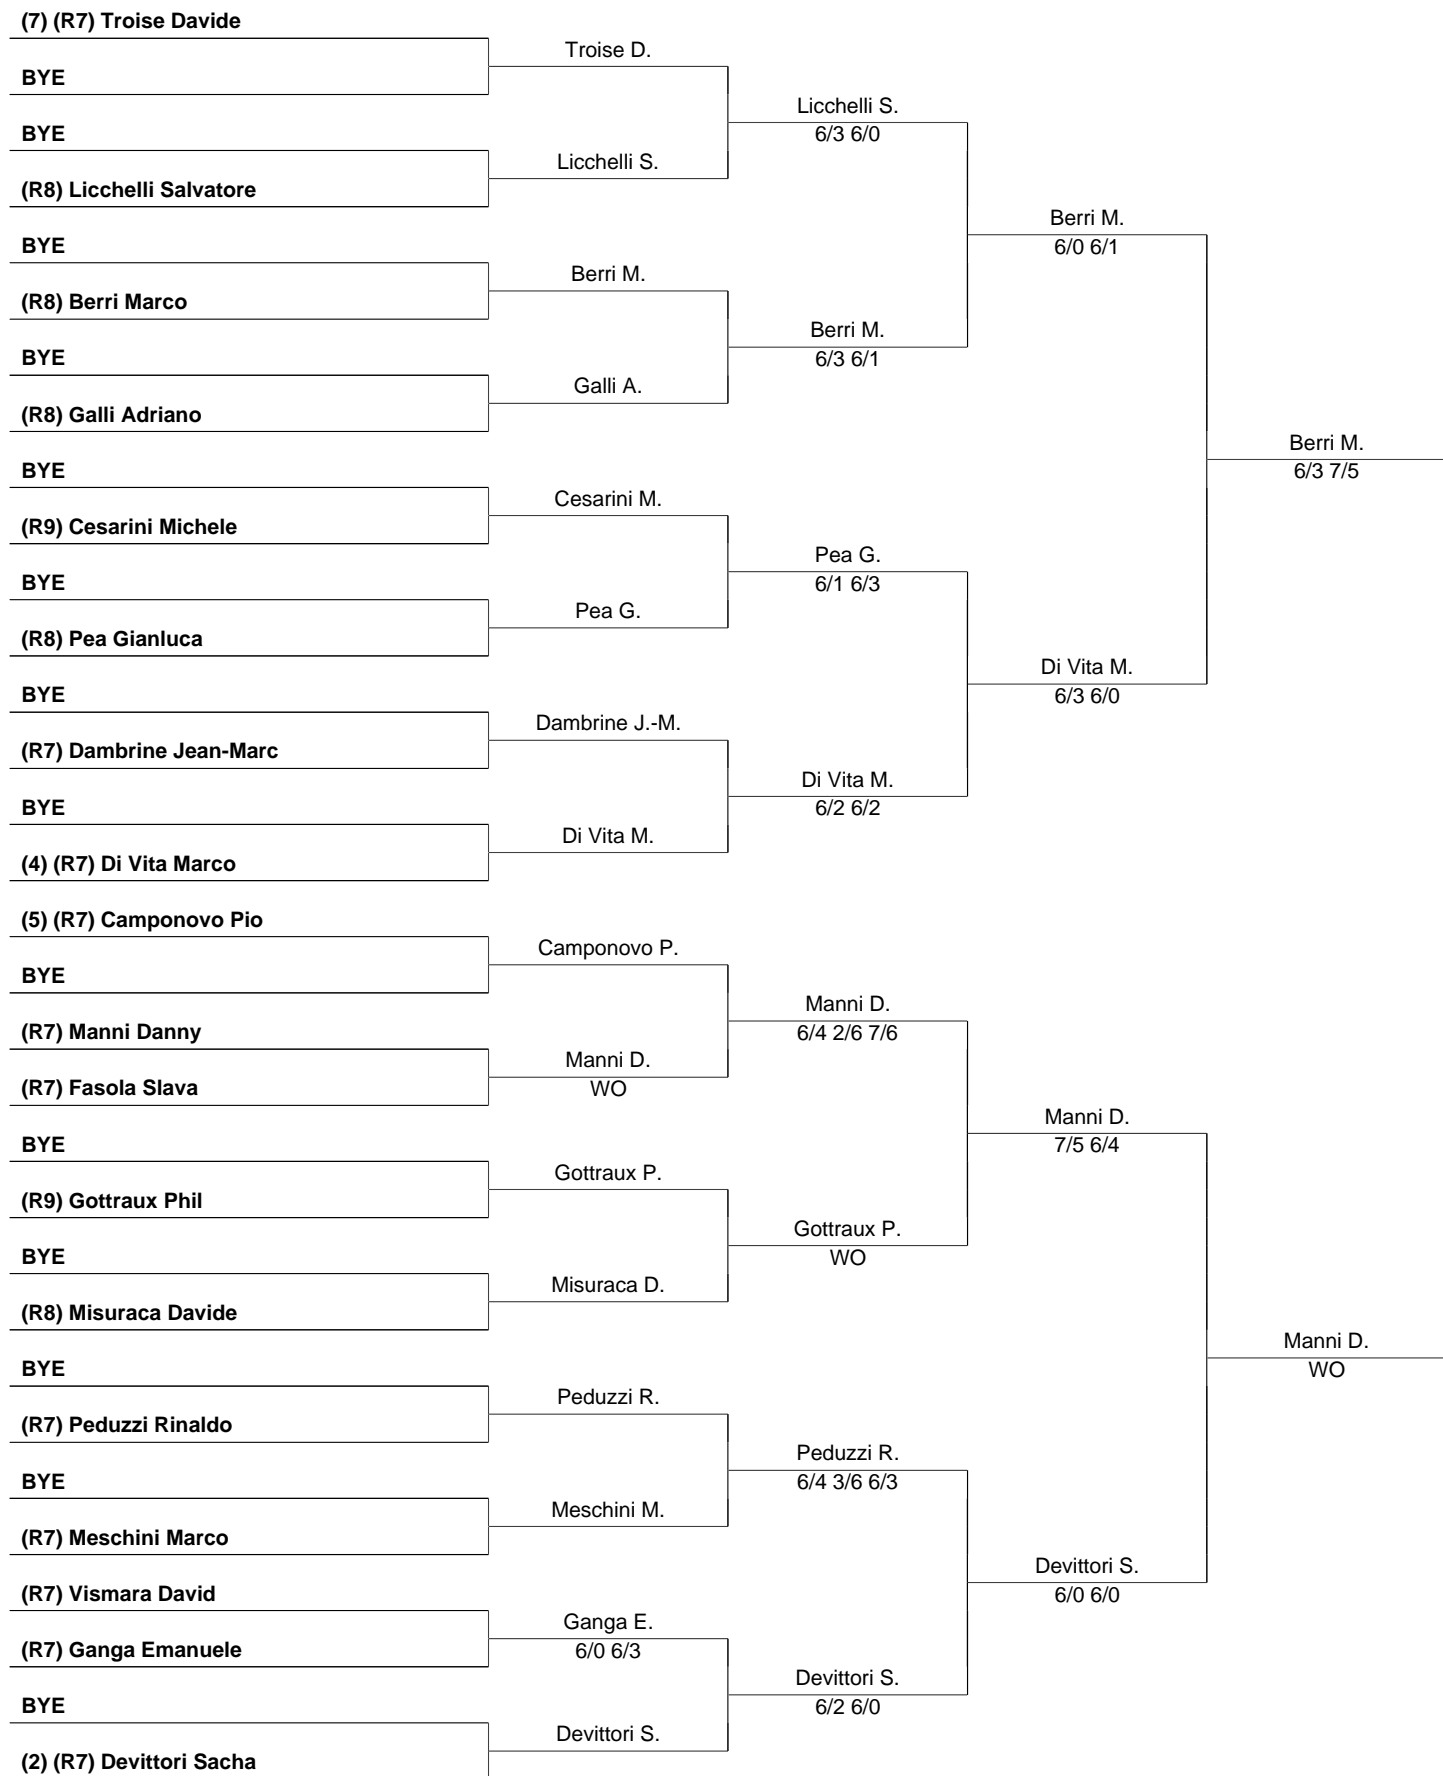 (7) (R7) Troise Davide
BYE
BYE
(R8) Licchelli Salvatore
BYE
(R8) Berri Marco
BYE
(R8) Galli Adriano
BYE
(R9) Cesarini Michele
BYE
(R8) Pea Gianluca
BYE
(R7) Dambrine Jean-Marc
BYE
(4) (R7) Di Vita Marco
(5) (R7) Camponovo Pio
BYE
(R7) Manni Danny
(R7) Fasola Slava
BYE
(R9) Gottraux Phil
BYE
(R8) Misuraca Davide
BYE
(R7) Peduzzi Rinaldo
BYE
(R7) Meschini Marco
(R7) Vismara David
(R7) Ganga Emanuele
BYE
(2) (R7) Devittori Sacha
Troise D.
Licchelli S.
Berri M.
Galli A.
Cesarini M.
Pea G.
Dambrine J.-M.
Di Vita M.
Camponovo P.
Manni D.
WO
Gottraux P.
Misuraca D.
Peduzzi R.
Meschini M.
Ganga E.
6/0 6/3
Devittori S.
Licchelli S.
6/3 6/0
Berri M.
6/3 6/1
Pea G.
6/1 6/3
Di Vita M.
6/2 6/2
Manni D.
6/4 2/6 7/6
Gottraux P.
WO
Peduzzi R.
6/4 3/6 6/3
Devittori S.
6/2 6/0
Berri M.
6/0 6/1
Di Vita M.
6/3 6/0
Manni D.
7/5 6/4
Devittori S.
6/0 6/0
Berri M.
6/3 7/5
Manni D.
WO